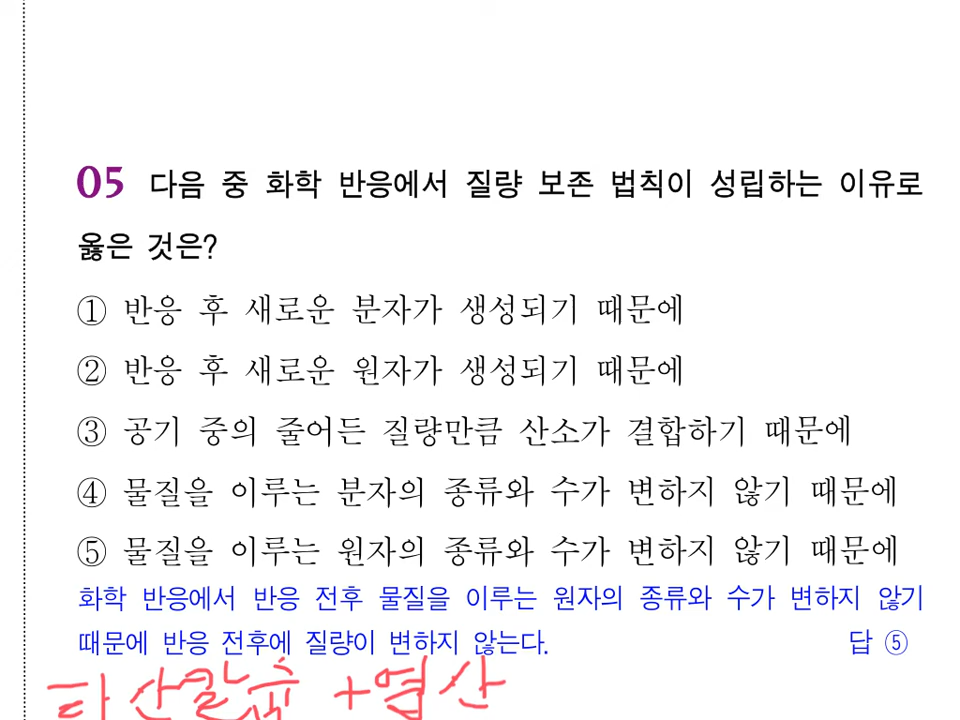 05 다음 중 화학 반응에서 질량 보존 법칙이 성립하는 이유로
옳은 것은?
① 반응 후 새로운 분자가 생성되기 때문에
② 반응 후 새로운 원자가 생성되기 때문에
③ 공기 중의 줄어든 질량만큼 산소가 결합하기 때문에
④ 물질을 이루는 분자의 종류와 수가 변하지 않기 때문에
⑤ 물질을 이루는 원자의 종류와 수가 변하지 않기 때문에
화학 반응에서 반응 전후 물질을 이루는 원자의 종류와 수가 변하지 않기
때문에 반응 전후에 질량이 변하지 않는다. 답 ⑤
탄산칼슘 +염산